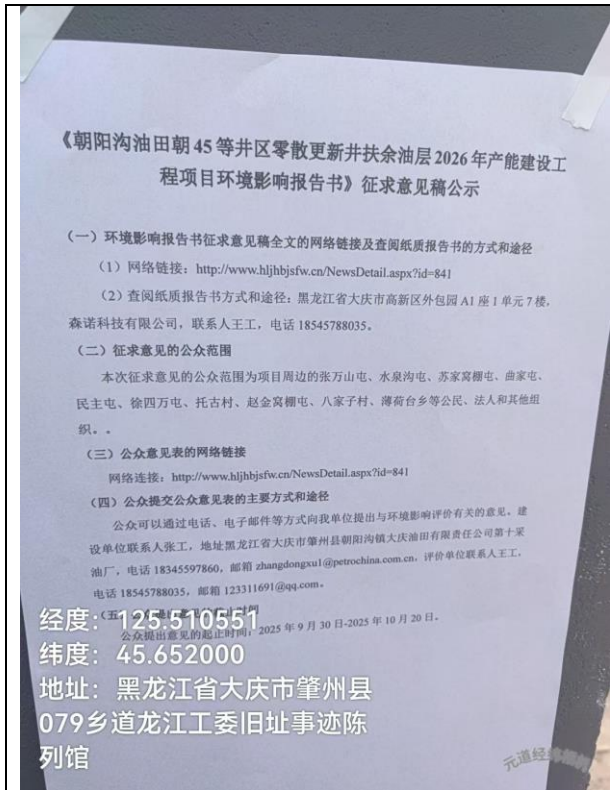 《朝阳沟油田朝45等井区零散更新井扶余油层2026年产能建设工
程项目环境影响报告书》征求意见稿公示
（一）环境影响报告书征求意见稿全文的网络链接及查阅纸质报告书的方式和途径
（1）网络链接：http://www.hljhbjsfw.cn/NewsDetail.aspx?id=841
（2）查阅纸质报告书方式和途径：黑龙江省大庆市高新区外包园A1座1单元7楼，
森诺科技有限公司，联系人王工，电话18545788035。
（二）征求意见的公众范围
本次征求意见的公众范围为项目周边的张万山屯、水泉沟屯、苏家窝棚屯、曲家屯、
民主屯、徐四万屯、托古村、赵金窝棚屯、八家子村、薄荷台乡等公民、法人和其他组
织。。
（三）公众意见表的网络链接
网络连接：http://www.hljhbjsfw.cn/NewsDetail.aspx?id=841
（四）公众提交公众意见表的主要方式和途径
公众可以通过电话、电子邮件等方式向我单位提出与环境影响评价有关的意见。建
设单位联系人张工，地址黑龙江省大庆市肇州县朝阳沟镇大庆油田有限责任公司第十采
油厂，电话18345597860，邮箱zhangdongxu1@petrochina.com.cn，评价单位联系人王工，
电话18545788035，邮箱123311691@qq.com。
（五）公众提出意见的起止时间
公众提出意见的起止时间：2025年9月30日-2025年10月20日。
经度：125.510551
纬度：45.652000
地址：黑龙江省大庆市肇州县
079乡道龙江工委旧址事迹陈
列馆
元道经纬相机